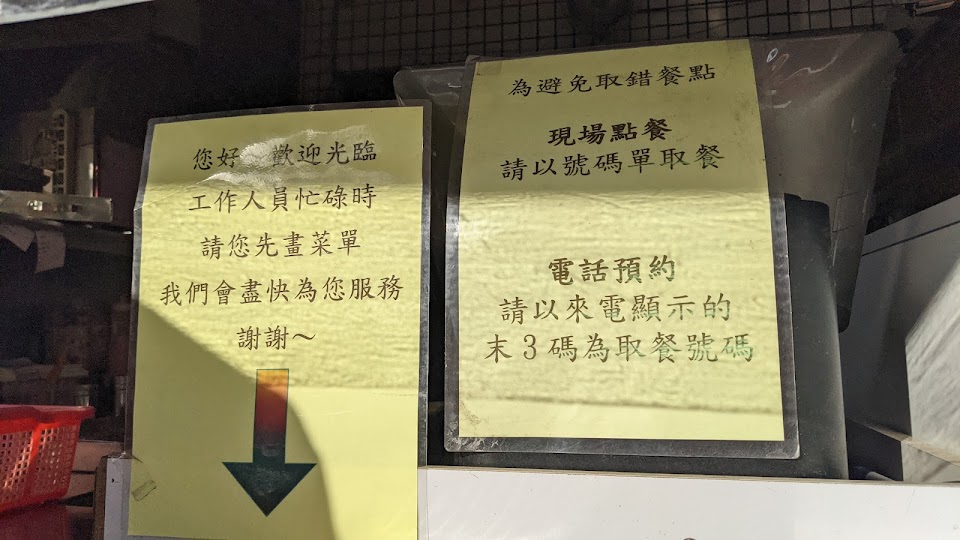 您好 歡迎光臨
工作人員忙碌時
請您先畫菜單
我們會盡快為您服務
謝謝~
為避免取錯餐點
現場點餐
請以號碼單取餐
電話預約
請以來電顯示的
末3碼為取餐號碼